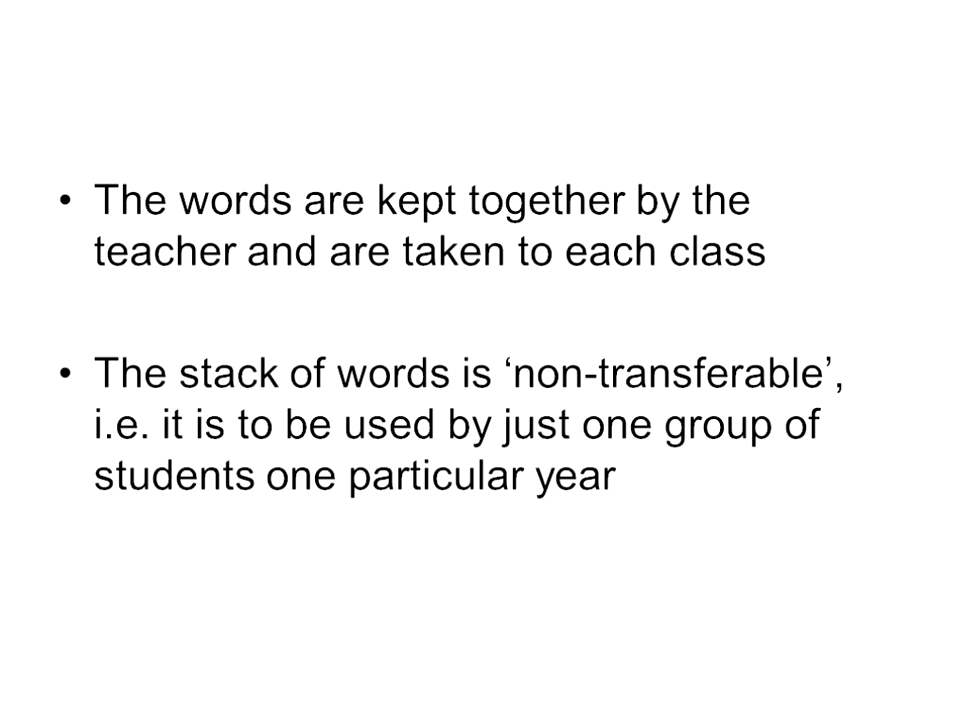 • The words are kept together by the
teacher and are taken to each class
• The stack of words is ‘non-transferable’,
i.e. it is to be used by just one group of
students one particular year